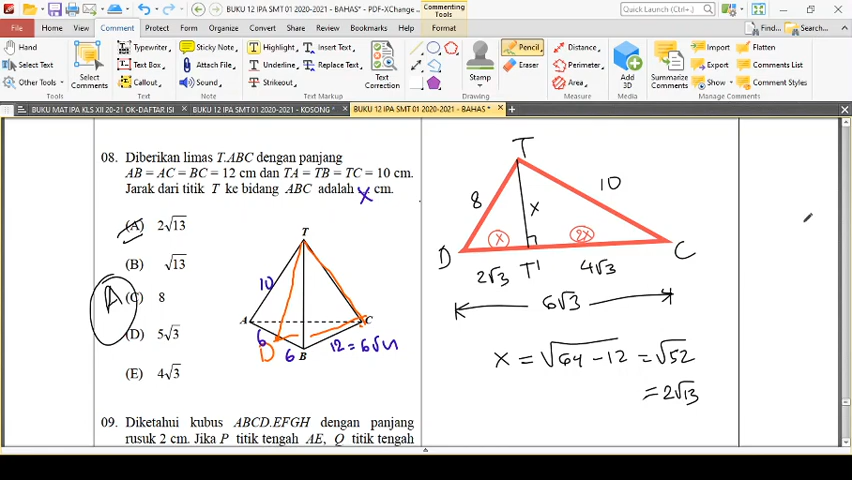 BUKU 12 IPA SMT 01 2020-2021 - BAHAS* - PDF-XChange
Commenting Tools
Quick Launch (Ctrl+.)
File Home View Comment Protect Form Organize Convert Share Review Bookmarks Help Format
Find...
Search...
Hand
Select Text
Other Tools
Tools
Select Comments
Typewriter
Text Box
Callout
Sticky Note
Attach File
Sound
Comment
Highlight
Underline
Strikeout
Insert Text
Replace Text
Text Markup
Text Correction
Drawing
Pencil
Eraser
Stamp
Distance
Perimeter
Area
Measure
Add 3D
Summarize Comments
Import
Export
Show
Flatten
Comments List
Comment Styles
Manage Comments
BUKU MAT IPA KLS XII 20-21 OK-DAFTAR ISI
BUKU 12 IPA SMT 01 2020-2021 - KOSONG *
BUKU 12 IPA SMT 01 2020-2021 - BAHAS *
08. Diberikan limas T.ABC dengan panjang
AB = AC = BC = 12 cm dan TA = TB = TC = 10 cm.
Jarak dari titik T ke bidang ABC adalah x cm.
(A) 2√13
(B) √13
(C) 8
(D) 5√3
(E) 4√3
A
T
10
A
C
6
D
6
B
T
8
10
x
x
2x
D
C
2√3 T' 4√3
6√3
x = √64 - 12 = √52
= 2√13
09. Diketahui kubus ABCD.EFGH dengan panjang
rusuk 2 cm. Jika P titik tengah AE, Q titik tengah